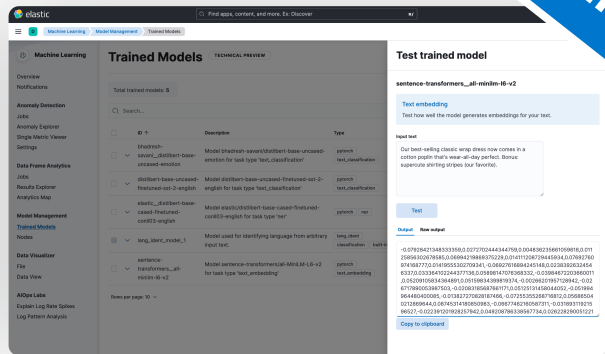 elastic
Find apps, content, and more. Ex: Discover
D Machine Learning Model Management Trained Models
Machine Learning
Overview
Notifications
Anomaly Detection
Jobs
Anomaly Explorer
Single Metric Viewer
Settings
Data Frame Analytics
Jobs
Results Explorer
Analytics Map
Model Management
Trained Models
Nodes
Data Visualizer
File
Data View
AIOps Labs
Explain Log Rate Spikes
Log Pattern Analysis
Trained Models TECHNICAL PREVIEW
Total trained models: 5
Search...
ID ↑ Description Type
bhadresh-
savani__distilbert-base-
uncased-emotion
Model bhadresh-savani/distilbert-base-uncased-
emotion for task type 'text_classification'
pytorch
text_classification
distilbert-base-uncased-
finetuned-sst-2-english
Model distilbert-base-uncased-finetuned-sst-2-
english for task type 'text_classification'
pytorch
text_classification
elastic__distilbert-base-
cased-finetuned-
conll03-english
Model elastic/distilbert-base-cased-finetuned-
conll03-english for task type 'ner'
pytorch ner
lang_ident_model_1
Model used for identifying language from arbitrary
input text.
lang_ident
classification
sentence-
transformers__all-
minilm-l6-v2
Model sentence-transformers/all-MiniLM-L6-v2
for task type 'text_embedding'
pytorch
text_embedding
Rows per page: 10
Test trained model
sentence-transformers__all-minilm-l6-v2
Text embedding
Test how well the model generates embeddings for your text.
Input text
Our best-selling classic wrap dress now comes in a
cotton poplin that's wear-all-day perfect. Bonus:
supercute shirting stripes (our favorite).
Test
Output Raw output
Copy to clipboard